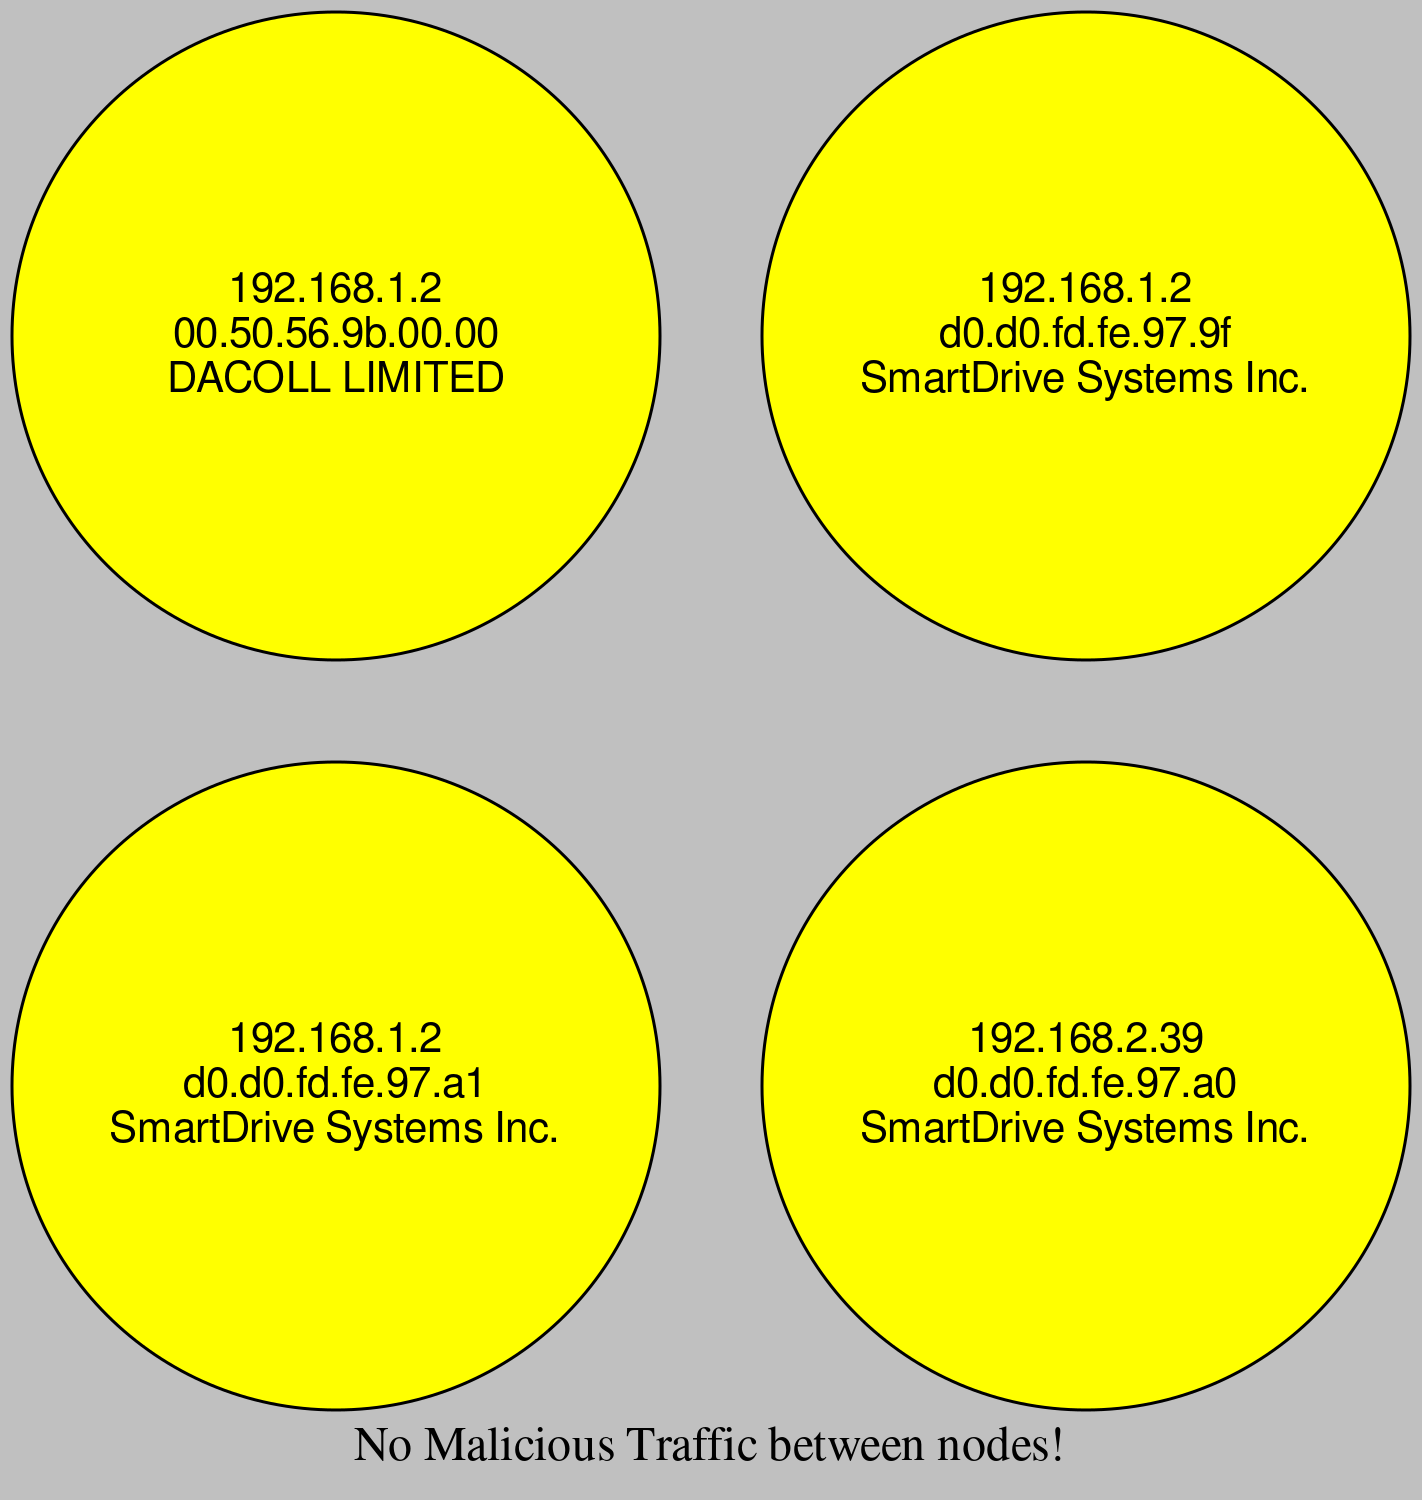 192.168.1.2
00.50.56.9b.00.00
DACOLL LIMITED
192.168.1.2
d0.d0.fd.fe.97.9f
SmartDrive Systems Inc.
192.168.1.2
d0.d0.fd.fe.97.a1
SmartDrive Systems Inc.
192.168.2.39
d0.d0.fd.fe.97.a0
SmartDrive Systems Inc.
No Malicious Traffic between nodes!